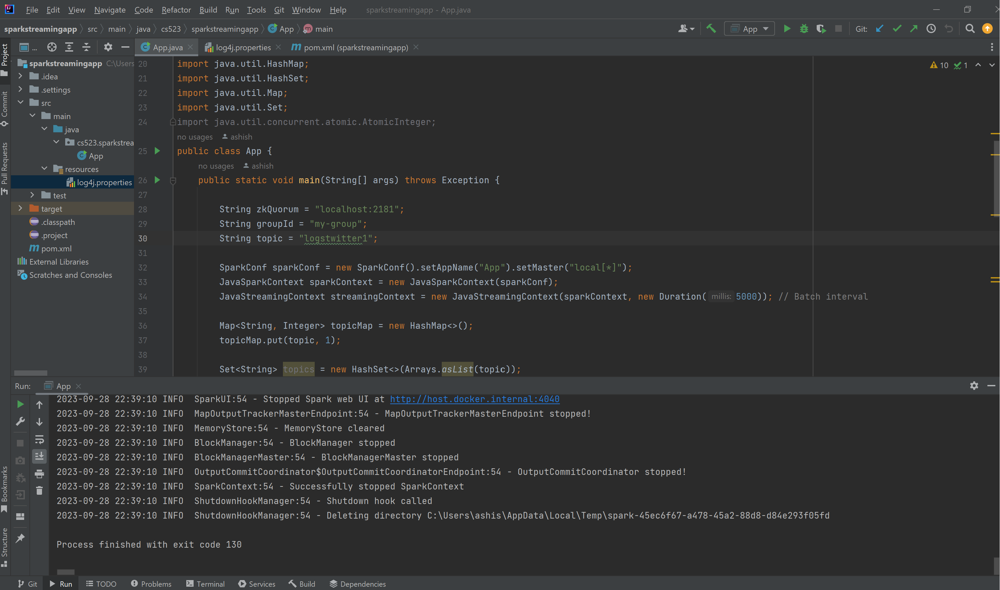 File Edit View Navigate Code Refactor Build Run Tools Git Window Help sparkstreamingapp - App.java
sparkstreamingapp src main java cs523 sparkstreamingapp App main App Git:
... App.java log4j.properties pom.xml (sparkstreamingapp)
Project
Commit
Pull Requests
Bookmarks
Structure
sparkstreamingapp C:\Users
.idea
.settings
src
main
java
cs523.sparkstrea
App
resources
log4j.properties
test
target
.classpath
.project
pom.xml
External Libraries
Scratches and Consoles
10 1
20 import java.util.HashMap;
21 import java.util.HashSet;
22 import java.util.Map;
23 import java.util.Set;
24 import java.util.concurrent.atomic.AtomicInteger;
no usages ashish
25 public class App {
no usages ashish
26 public static void main(String[] args) throws Exception {
27
28 String zkQuorum = "localhost:2181";
29 String groupId = "my-group";
30 String topic = "logstwitter1";
31
32 SparkConf sparkConf = new SparkConf().setAppName("App").setMaster("local[*]");
33 JavaSparkContext sparkContext = new JavaSparkContext(sparkConf);
34 JavaStreamingContext streamingContext = new JavaStreamingContext(sparkContext, new Duration( millis: 5000)); // Batch interval
35
36 Map<String, Integer> topicMap = new HashMap<>();
37 topicMap.put(topic, 1);
38
39 Set<String> topics = new HashSet<>(Arrays.asList(topic));
Run: App
2023-09-28 22:39:10 INFO SparkUI:54 - Stopped Spark web UI at http://host.docker.internal:4040
2023-09-28 22:39:10 INFO MapOutputTrackerMasterEndpoint:54 - MapOutputTrackerMasterEndpoint stopped!
2023-09-28 22:39:10 INFO MemoryStore:54 - MemoryStore cleared
2023-09-28 22:39:10 INFO BlockManager:54 - BlockManager stopped
2023-09-28 22:39:10 INFO BlockManagerMaster:54 - BlockManagerMaster stopped
2023-09-28 22:39:10 INFO OutputCommitCoordinator$OutputCommitCoordinatorEndpoint:54 - OutputCommitCoordinator stopped!
2023-09-28 22:39:10 INFO SparkContext:54 - Successfully stopped SparkContext
2023-09-28 22:39:10 INFO ShutdownHookManager:54 - Shutdown hook called
2023-09-28 22:39:10 INFO ShutdownHookManager:54 - Deleting directory C:\Users\ashis\AppData\Local\Temp\spark-45ec6f67-a478-45a2-88d8-d84e293f05fd
Process finished with exit code 130
Git Run TODO Problems Terminal Services Build Dependencies